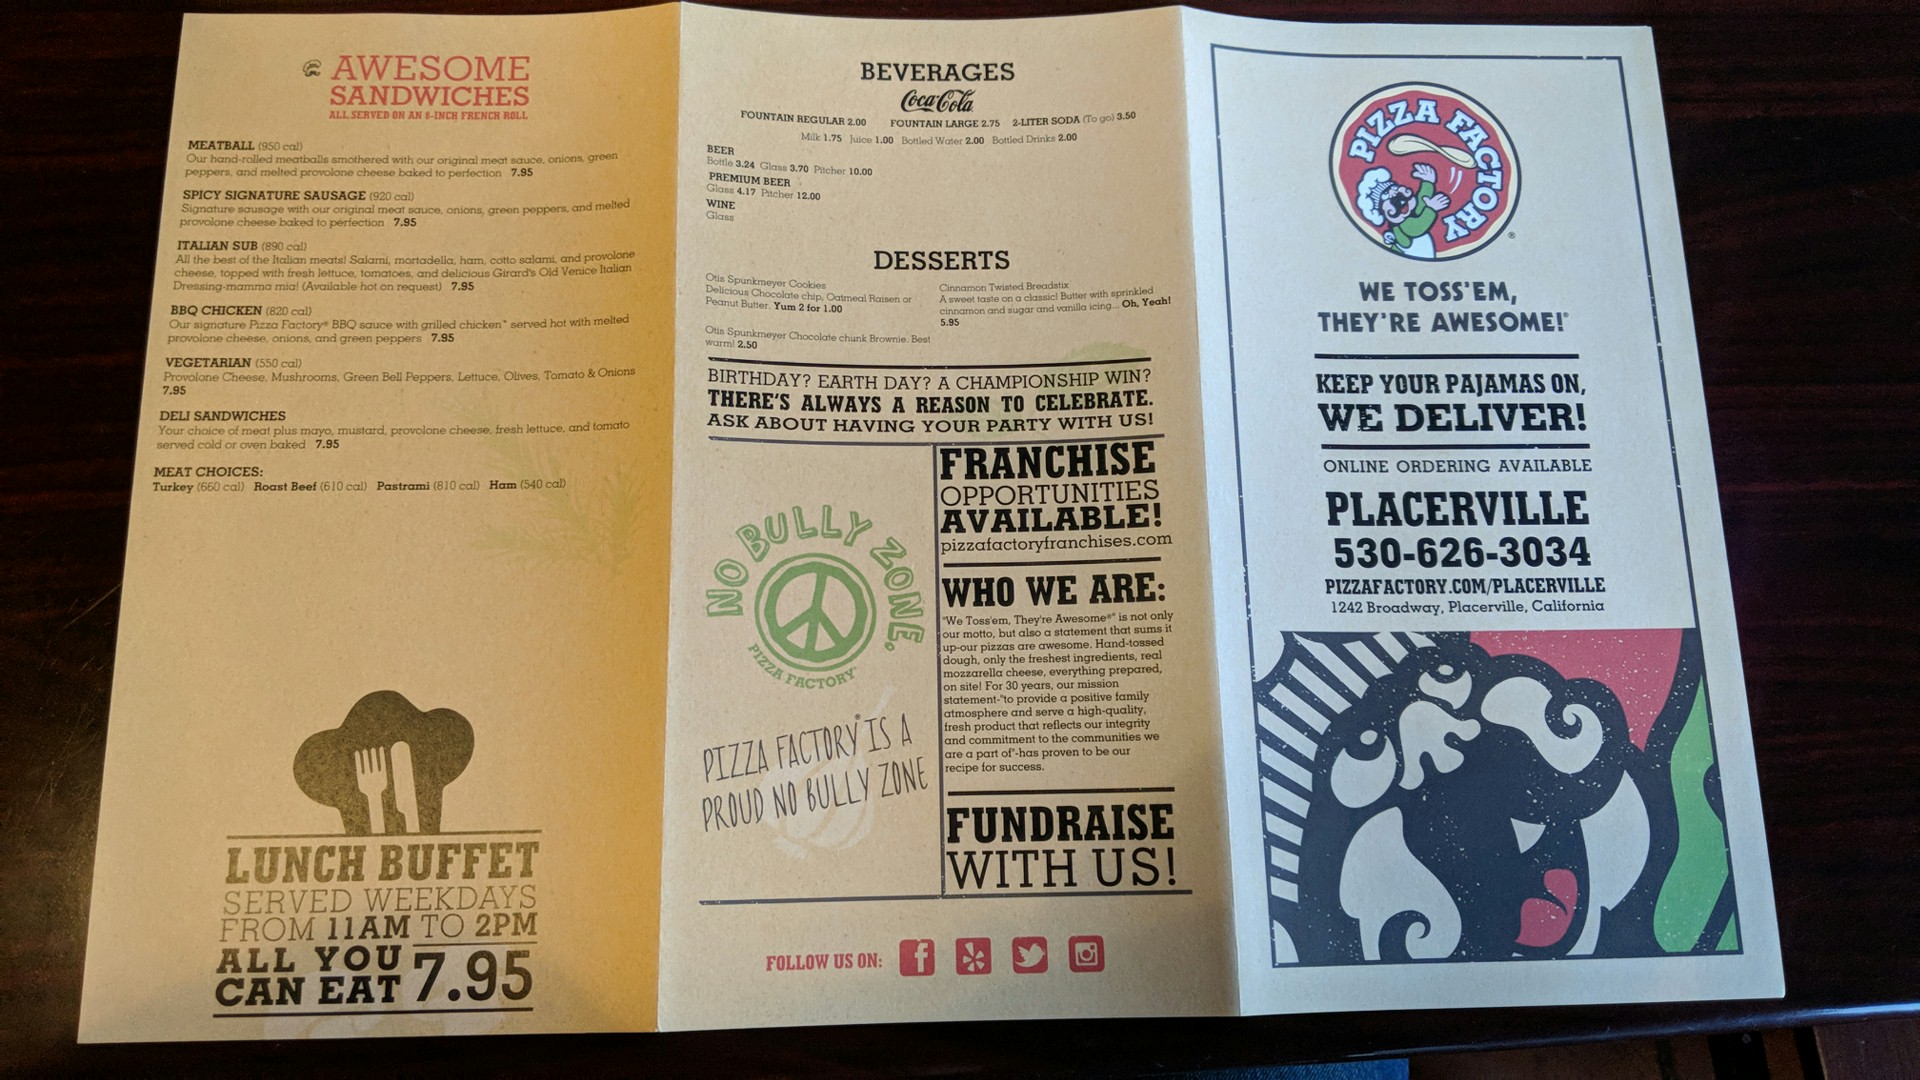 AWESOME
SANDWICHES
ALL SERVED ON AN 8-INCH FRENCH ROLL
MEATBALL (950 cal)
Our hand-rolled meatballs smothered with our original meat sauce, onions, green
peppers, and melted provolone cheese baked to perfection 7.95
SPICY SIGNATURE SAUSAGE (920 cal)
Signature sausage with our original meat sauce, onions, green peppers, and melted
provolone cheese baked to perfection 7.95
ITALIAN SUB (890 cal)
All the best of the Italian meats! Salami, mortadella, ham, cotto salami, and provolone
cheese, topped with fresh lettuce, tomatoes, and delicious Girard's Old Venice Italian
Dressing-mamma mia! (Available hot on request) 7.95
BBQ CHICKEN (820 cal)
Our signature Pizza Factory® BBQ sauce with grilled chicken* served hot with melted
provolone cheese, onions, and green peppers 7.95
VEGETARIAN (550 cal)
Provolone Cheese, Mushrooms, Green Bell Peppers, Lettuce, Olives, Tomato & Onions
7.95
DELI SANDWICHES
Your choice of meat plus mayo, mustard, provolone cheese, fresh lettuce, and tomato
served cold or oven baked 7.95
MEAT CHOICES:
Turkey (660 cal) Roast Beef (610 cal) Pastrami (810 cal) Ham (540 cal)
LUNCH BUFFET
SERVED WEEKDAYS
FROM 11AM TO 2PM
ALL YOU
CAN EAT 7.95
BEVERAGES
Coca-Cola
FOUNTAIN REGULAR 2.00 FOUNTAIN LARGE 2.75 2-LITER SODA (To go) 3.50
Milk 1.75 Juice 1.00 Bottled Water 2.00 Bottled Drinks 2.00
BEER
Bottle 3.24 Glass 3.70 Pitcher 10.00
PREMIUM BEER
Glass 4.17 Pitcher 12.00
WINE
Glass
DESSERTS
Otis Spunkmeyer Cookies
Delicious Chocolate chip, Oatmeal Raisen or
Peanut Butter. Yum 2 for 1.00
Otis Spunkmeyer Chocolate chunk Brownie. Best
warm! 2.50
Cinnamon Twisted Breadstix
A sweet taste on a classic! Butter with sprinkled
cinnamon and sugar and vanilla icing... Oh, Yeah!
5.95
BIRTHDAY? EARTH DAY? A CHAMPIONSHIP WIN?
THERE'S ALWAYS A REASON TO CELEBRATE.
ASK ABOUT HAVING YOUR PARTY WITH US!
NO BULLY ZONE.
PIZZA FACTORY
PIZZA FACTORY® IS A
PROUD NO BULLY ZONE
FRANCHISE
OPPORTUNITIES
AVAILABLE!
pizzafactoryfranchises.com
WHO WE ARE:
"We Toss'em, They're Awesome®" is not only
our motto, but also a statement that sums it
up-our pizzas are awesome. Hand-tossed
dough, only the freshest ingredients, real
mozzarella cheese, everything prepared,
on site! For 30 years, our mission
statement-"to provide a positive family
atmosphere and serve a high-quality,
fresh product that reflects our integrity
and commitment to the communities we
are a part of"-has proven to be our
recipe for success.
FUNDRAISE
WITH US!
FOLLOW US ON:
PIZZA FACTORY
®
WE TOSS'EM,
THEY'RE AWESOME!®
KEEP YOUR PAJAMAS ON,
WE DELIVER!
ONLINE ORDERING AVAILABLE
PLACERVILLE
530-626-3034
PIZZAFACTORY.COM/PLACERVILLE
1242 Broadway, Placerville, California